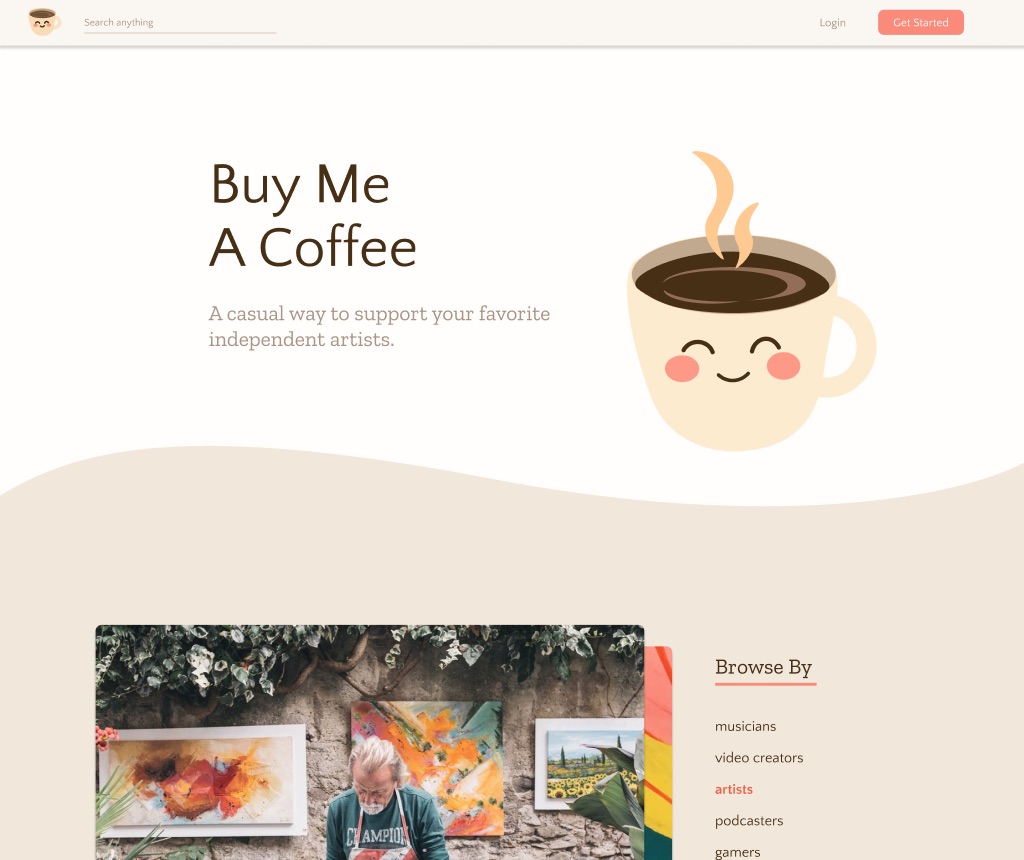 Search anything
Login
Get Started
Buy Me
A Coffee
A casual way to support your favorite
independent artists.
Browse By
musicians
video creators
artists
podcasters
gamers
CHAMPION